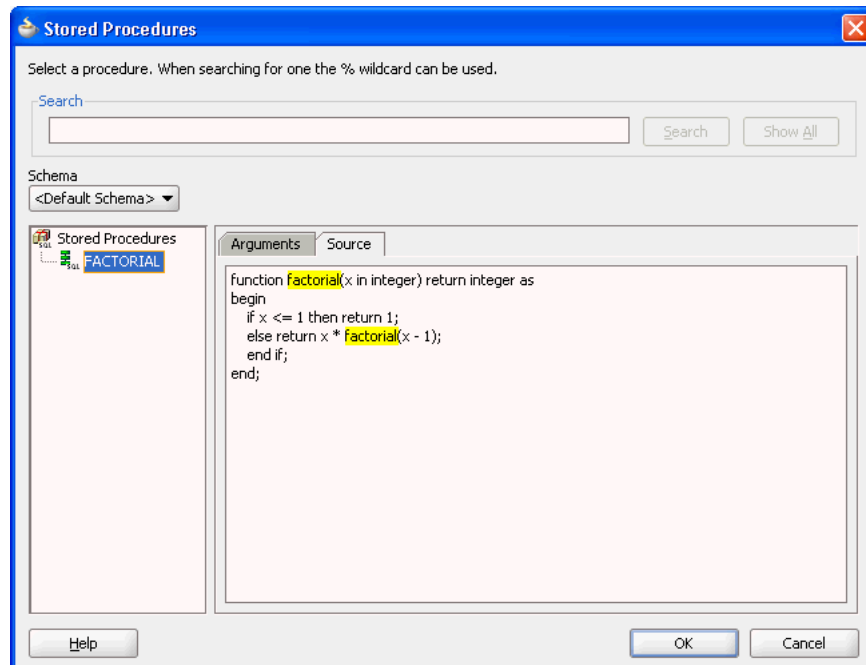 Stored Procedures
Select a procedure. When searching for one the % wildcard can be used.
Search
Search
Show All
Schema
<Default Schema>
SQL Stored Procedures
SQL FACTORIAL
Arguments
Source
function factorial(x in integer) return integer as
begin
if x <= 1 then return 1;
else return x * factorial(x - 1);
end if;
end;
Help
OK
Cancel